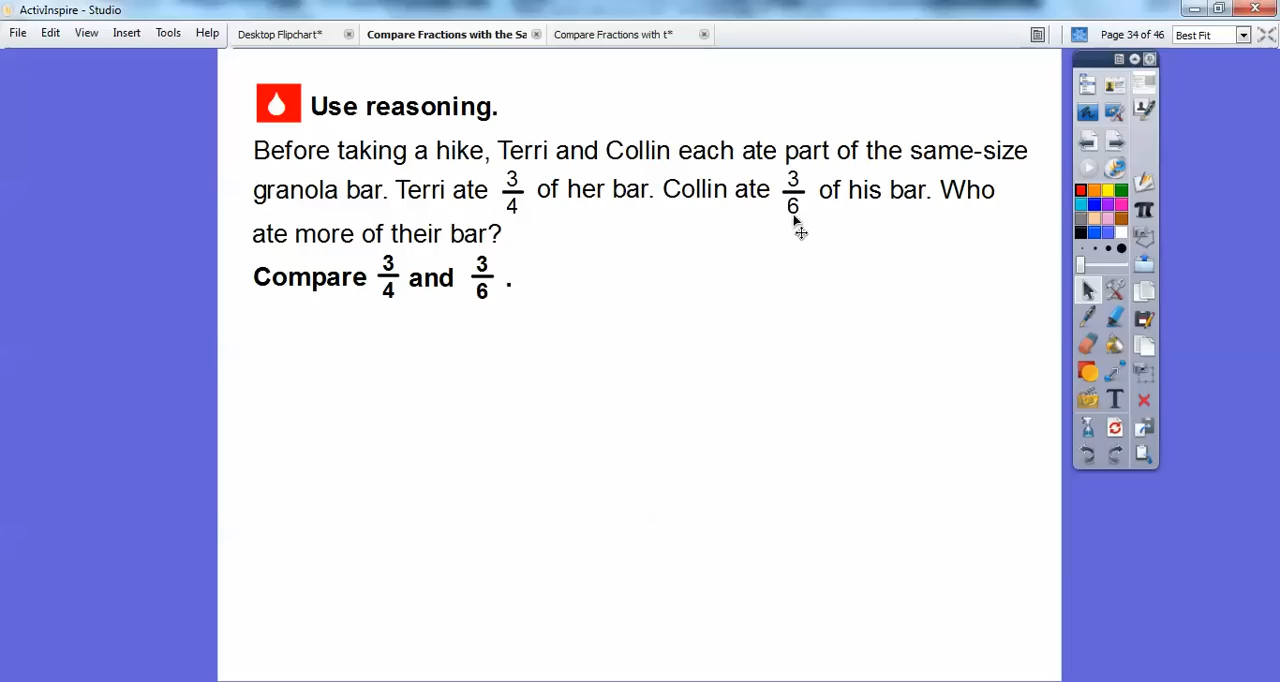 ActivInspire - Studio
File Edit View Insert Tools Help Desktop Flipchart* Compare Fractions with the Sa Compare Fractions with t* Page 34 of 46 Best Fit
Use reasoning.
Before taking a hike, Terri and Collin each ate part of the same-size
granola bar. Terri ate 3/4 of her bar. Collin ate 3/6 of his bar. Who
ate more of their bar?
Compare 3/4 and 3/6 .